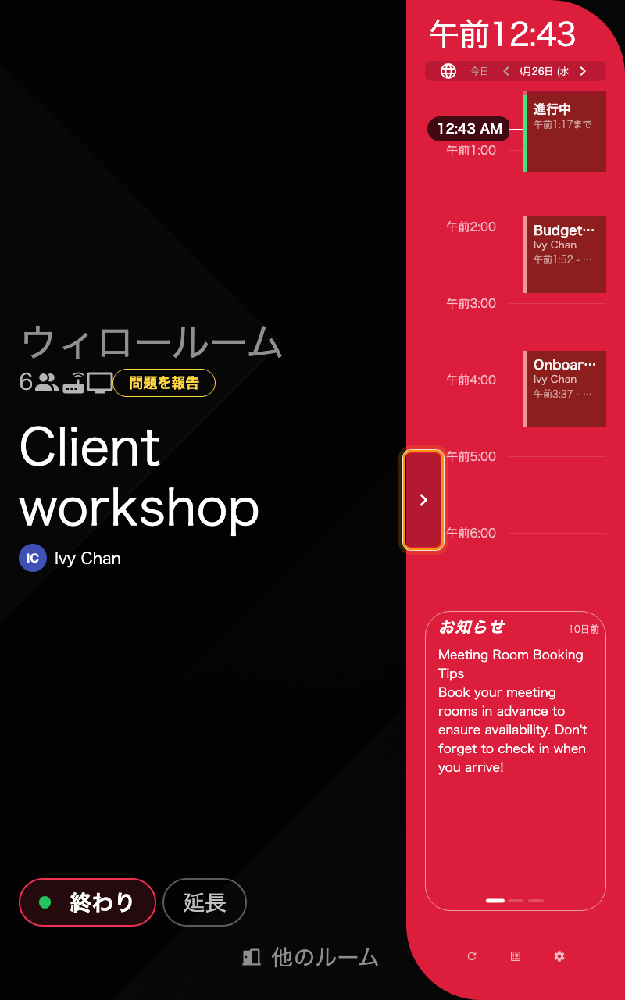 午前12:43
今日
月26日 (水
進行中
午前1:17まで
12:43 AM
午前1:00
午前2:00
Budget…
Ivy Chan
午前1:52 - …
午前3:00
午前4:00
Onboar…
Ivy Chan
午前3:37 - …
午前5:00
午前6:00
ウィロールーム
6
問題を報告
Client
workshop
IC
Ivy Chan
お知らせ
10日前
Meeting Room Booking
Tips
Book your meeting
rooms in advance to
ensure availability. Don't
forget to check in when
you arrive!
終わり
延長
他のルーム